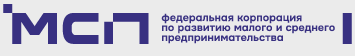 МСП
федеральная корпорация
по развитию малого и среднего
предпринимательства